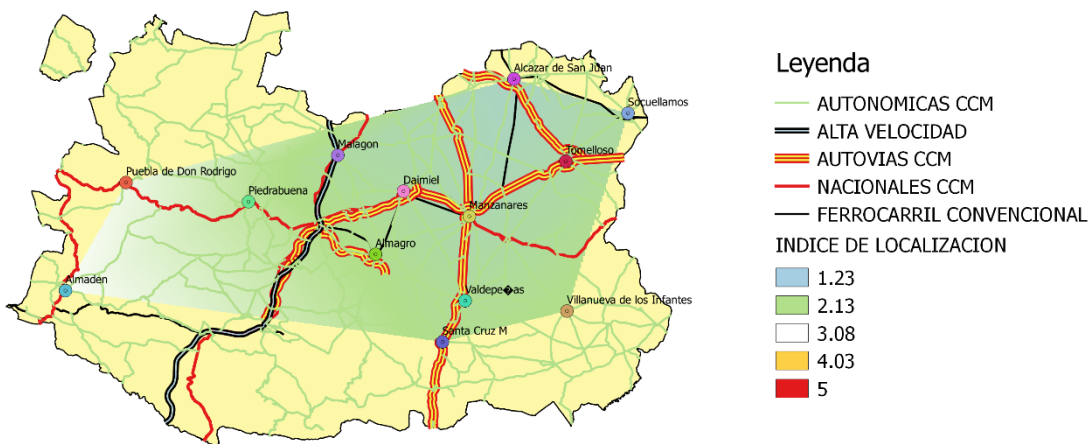 Alcazar de San Juan
Socuellamos
Malagon
Tomelloso
Puebla de Don Rodrigo
Daimiel
Piedrabuena
Manzanares
Almagro
Almaden
Valdepe�as
Villanueva de los Infantes
Santa Cruz M
Leyenda
AUTONOMICAS CCM
ALTA VELOCIDAD
AUTOVIAS CCM
NACIONALES CCM
FERROCARRIL CONVENCIONAL
INDICE DE LOCALIZACION
1.23
2.13
3.08
4.03
5